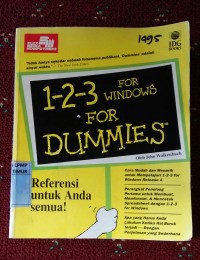 1995
IDG
BOOKS
1-2-3 FOR
WINDOWS
FOR
DUMMIES
Oleh John Walkenbach
Referensi
untuk Anda
semua!
Cara Mudah dan Menarik
untuk Mempelajari 1-2-3 For
Windows Release 4
Perangkat Penolong
Pertama untuk Membuat,
Memformat, & Mencetak
Spreadsheet dengan 1-2-3
for Windows
Apa yang Harus Anda
Lakukan Ketika Hal Buruk
Terjadi — Dengan
Penjelasan yang Sederhana
TIMUR